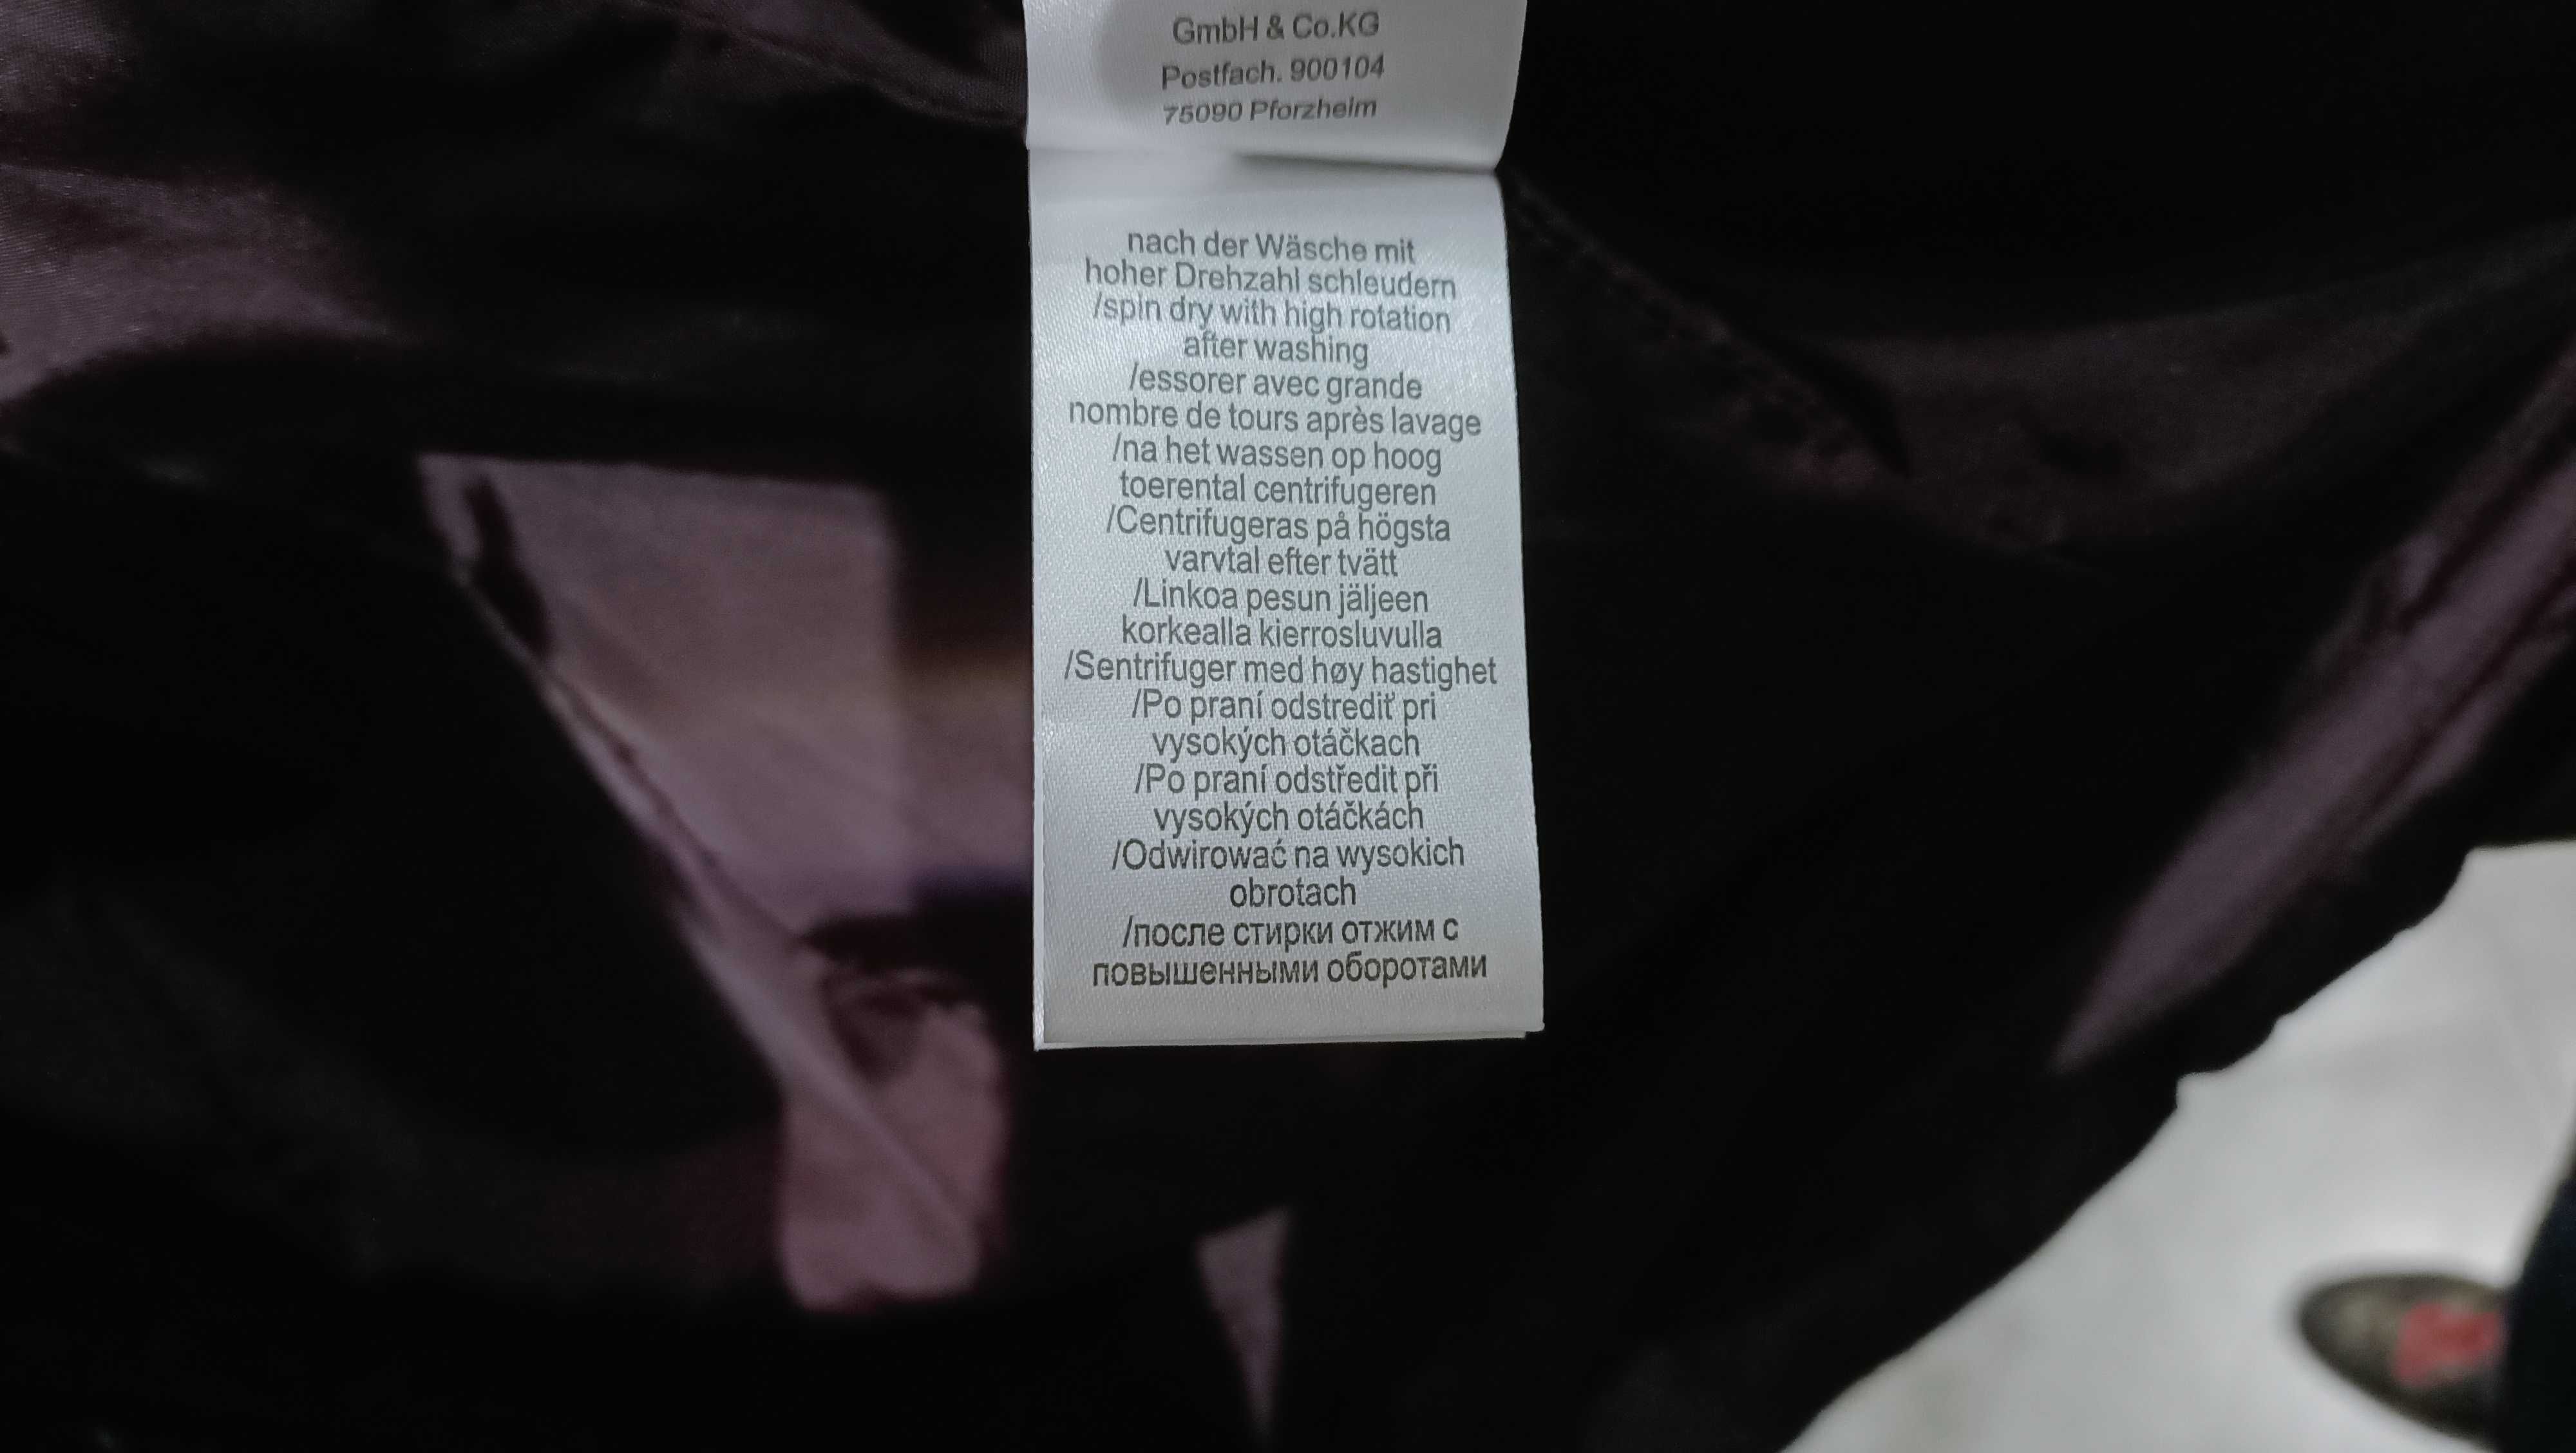 GmbH & Co.KG
Postfach. 900104
75090 Pforzheim
nach der Wäsche mit
hoher Drehzahl schleudern
/spin dry with high rotation
after washing
/essorer avec grande
nombre de tours après lavage
/na het wassen op hoog
toerental centrifugeren
/Centrifugeras på högsta
varvtal efter tvätt
/Linkoa pesun jäljeen
korkealla kierrosluvulla
/Sentrifuger med høy hastighet
/Po praní odstrediť pri
vysokých otáčkach
/Po praní odstředit při
vysokých otáčkách
/Odwirować na wysokich
obrotach
/после стирки отжим с
повышенными оборотами